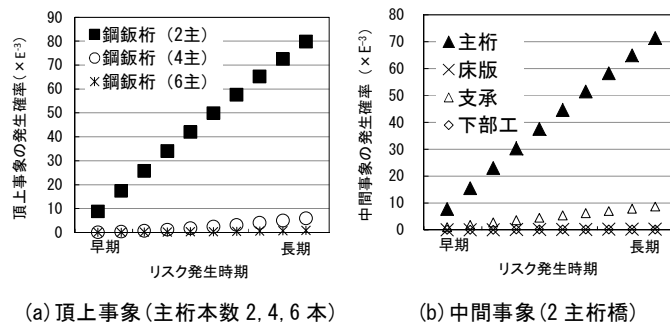 90
80
70
60
50
40
30
20
10
0
頂上事象の発生確率(×E⁻³)
■鋼鈑桁（2主）
○鋼鈑桁（4主）
鋼鈑桁（6主）
早期
長期
リスク発生時期
(a)頂上事象(主桁本数2,4,6本)
80
70
60
50
40
30
20
10
0
中間事象の発生確率（×E⁻³）
▲主桁
×床版
△支承
◇下部工
早期
長期
リスク発生時期
(b)中間事象(2主桁橋)